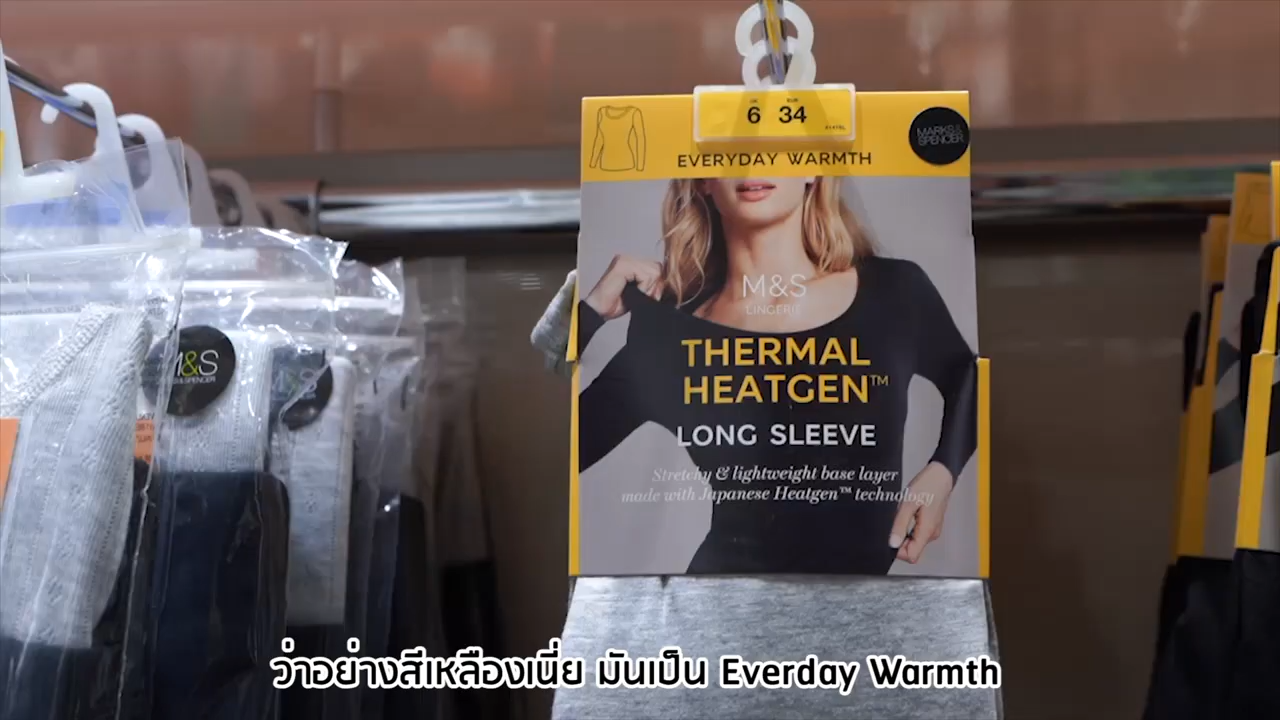 UK EUR
6 34
MARKS&
SPENCER
EVERYDAY WARMTH
M&S
LINGERIE
THERMAL
HEATGEN™
LONG SLEEVE
Stretchy & lightweight base layer
made with Japanese Heatgen™ technology
M&S
M&S
ว่าอย่างสีเหลืองเนี่ย มันเป็น Everday Warmth